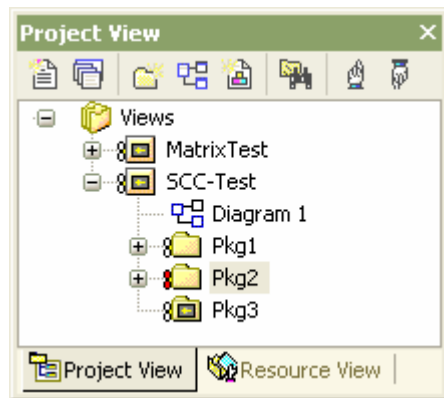 Project View
Views
MatrixTest
SCC-Test
Diagram 1
Pkg1
Pkg2
Pkg3
Project View Resource View